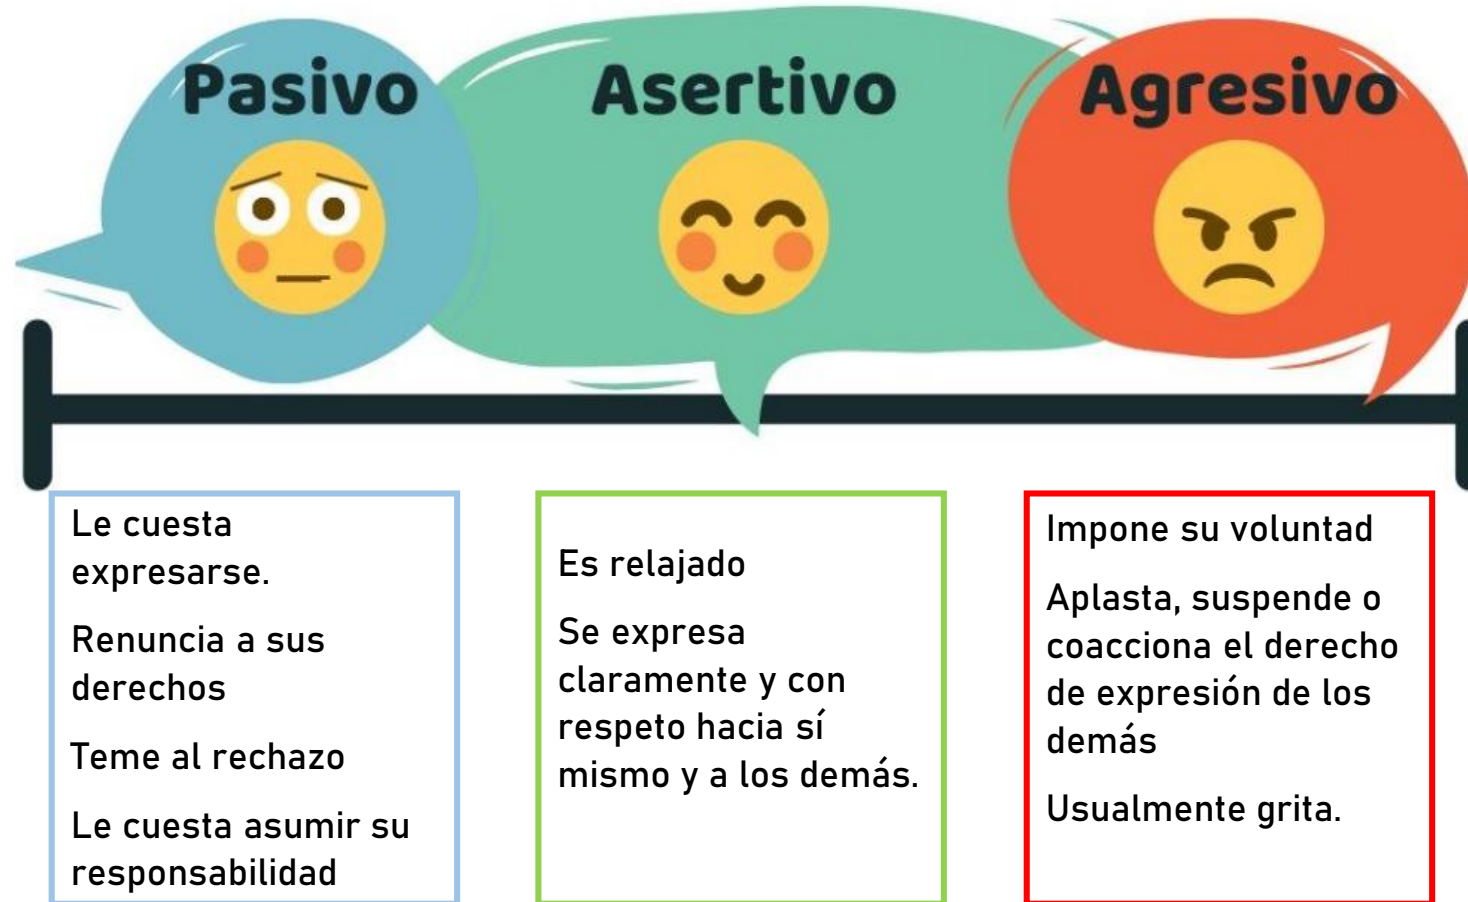 Pasivo
Asertivo
Agresivo
Le cuesta
expresarse.
Renuncia a sus
derechos
Teme al rechazo
Le cuesta asumir su
responsabilidad
Es relajado
Se expresa
claramente y con
respeto hacia sí
mismo y a los demás.
Impone su voluntad
Aplasta, suspende o
coacciona el derecho
de expresión de los
demás
Usualmente grita.